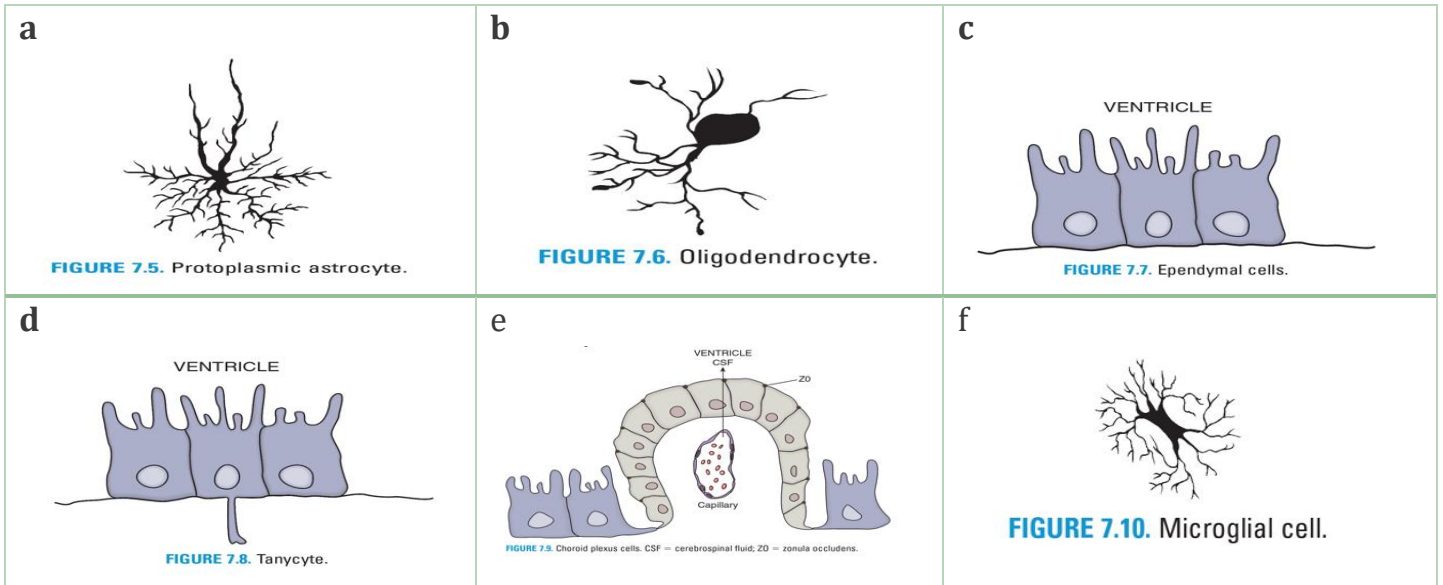 a
FIGURE 7.5. Protoplasmic astrocyte.
b
FIGURE 7.6. Oligodendrocyte.
c
VENTRICLE
FIGURE 7.7. Ependymal cells.
d
VENTRICLE
FIGURE 7.8. Tanycyte.
e
VENTRICLE
CSF
ZO
Capillary
FIGURE 7.9. Choroid plexus cells. CSF = cerebrospinal fluid; ZO = zonula occludens.
f
FIGURE 7.10. Microglial cell.